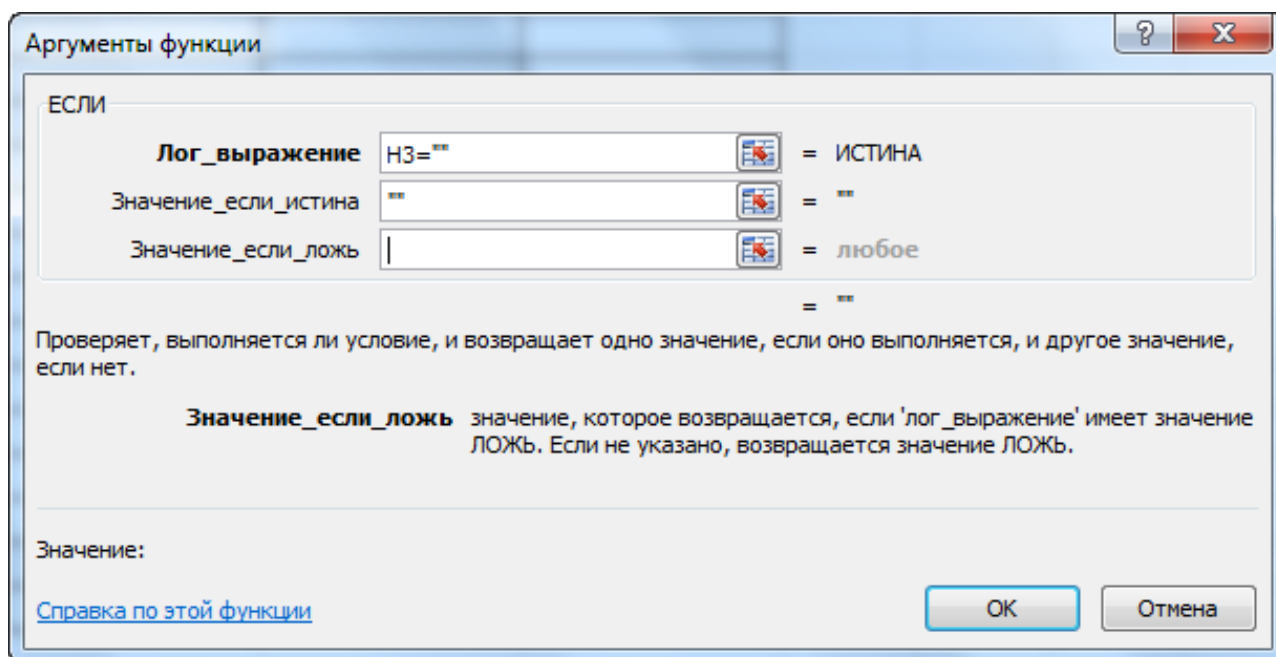 Аргументы функции
ЕСЛИ
Лог_выражение H3="" = ИСТИНА
Значение_если_истина "" = ""
Значение_если_ложь = любое
= ""
Проверяет, выполняется ли условие, и возвращает одно значение, если оно выполняется, и другое значение,
если нет.
Значение_если_ложь значение, которое возвращается, если 'лог_выражение' имеет значение
ЛОЖЬ. Если не указано, возвращается значение ЛОЖЬ.
Значение:
Справка по этой функции OK Отмена